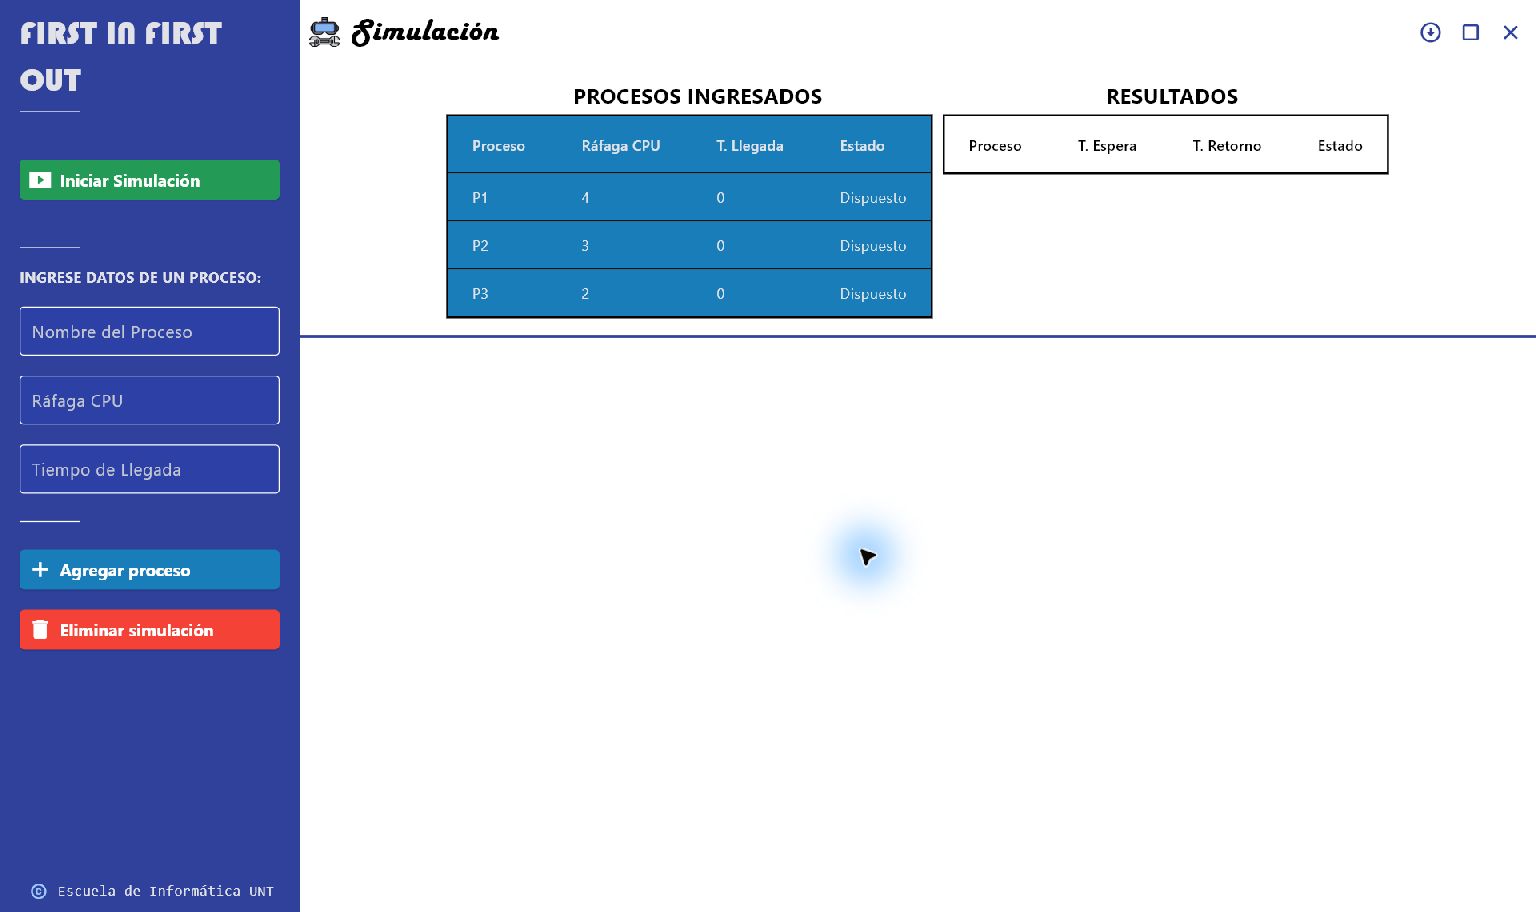 FIRST IN FIRST
OUT
Iniciar Simulación
INGRESE DATOS DE UN PROCESO:
Nombre del Proceso
Ráfaga CPU
Tiempo de Llegada
Agregar proceso
Eliminar simulación
© Escuela de Informática UNT
Simulación
PROCESOS INGRESADOS
Proceso Ráfaga CPU T. Llegada Estado
P1 4 0 Dispuesto
P2 3 0 Dispuesto
P3 2 0 Dispuesto
RESULTADOS
Proceso T. Espera T. Retorno Estado